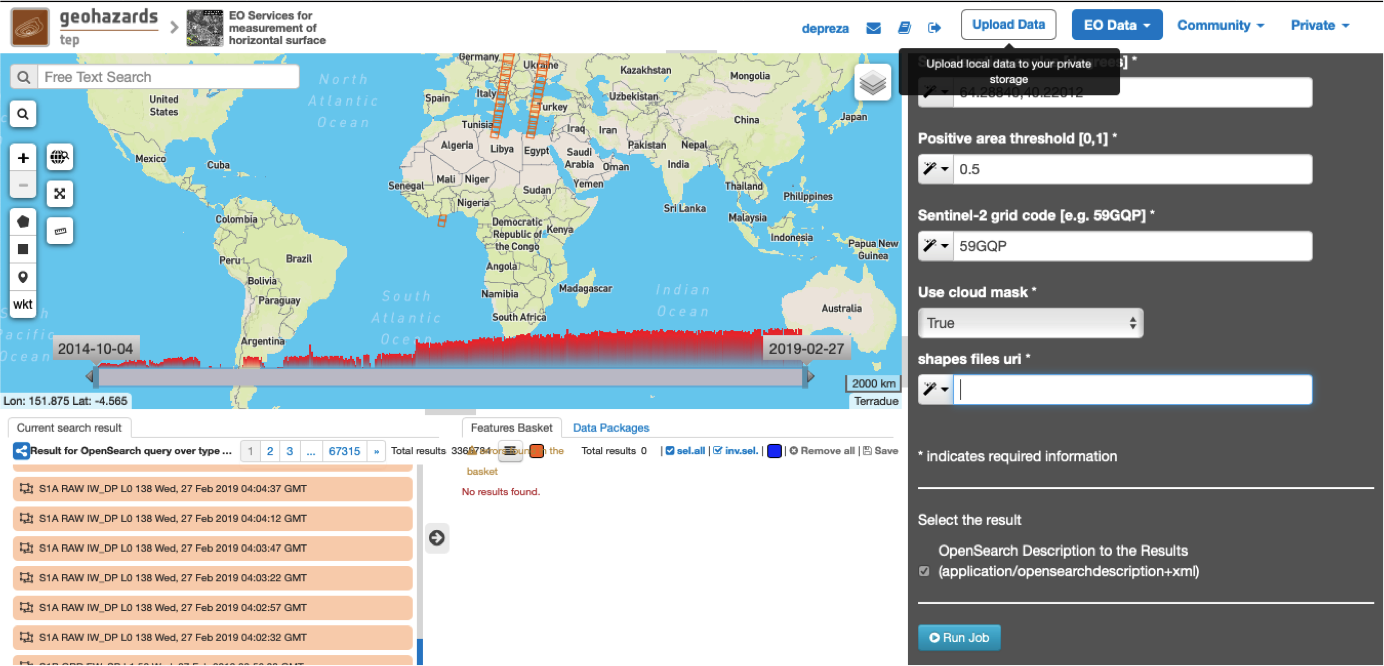 geohazards
tep
EO Services for
measurement of
horizontal surface
depreza
Upload Data
EO Data
Community
Private
Upload local data to your private
storage
Free Text Search
North
Atlantic
Ocean
United
States
Mexico
Cuba
Colombia
Peru
Brazil
Bolivia
Paraguay
Argentina
South
Atlantic
Ocean
Germany
Ukraine
Kazakhstan
Mongolia
Spain
Italy
Uzbekistan
Turkey
China
Japan
Tunisia
Iraq
Iran
Algeria
Libya
Egypt
Saudi
Arabia
Pakistan
Nepal
Oman
India
Senegal
Mali
Niger
Sudan
Yemen
Thailand
Philippines
Nigeria
Sri Lanka
Malaysia
Democratic
Republic of
the Congo
Kenya
Indonesia
Papua New
Guinea
Angola
Namibia
Madagascar
Indian
Ocean
South Africa
Australia
Pacific
Ocean
wkt
2014-10-04
2019-02-27
2000 km
Lon: 151.875 Lat: -4.565
Terradue
Current search result
Result for OpenSearch query over type ...
1 2 3 ... 67315 »
Total results
S1A RAW IW_DP L0 138 Wed, 27 Feb 2019 04:04:37 GMT
S1A RAW IW_DP L0 138 Wed, 27 Feb 2019 04:04:12 GMT
S1A RAW IW_DP L0 138 Wed, 27 Feb 2019 04:03:47 GMT
S1A RAW IW_DP L0 138 Wed, 27 Feb 2019 04:03:22 GMT
S1A RAW IW_DP L0 138 Wed, 27 Feb 2019 04:02:57 GMT
S1A RAW IW_DP L0 138 Wed, 27 Feb 2019 04:02:32 GMT
Features Basket
Data Packages
the
basket
Total results 0 | sel.all | inv.sel. | Remove all | Save
No results found.
Positive area threshold [0,1] *
0.5
Sentinel-2 grid code [e.g. 59GQP] *
59GQP
Use cloud mask *
True
shapes files uri *
* indicates required information
Select the result
OpenSearch Description to the Results
(application/opensearchdescription+xml)
Run Job